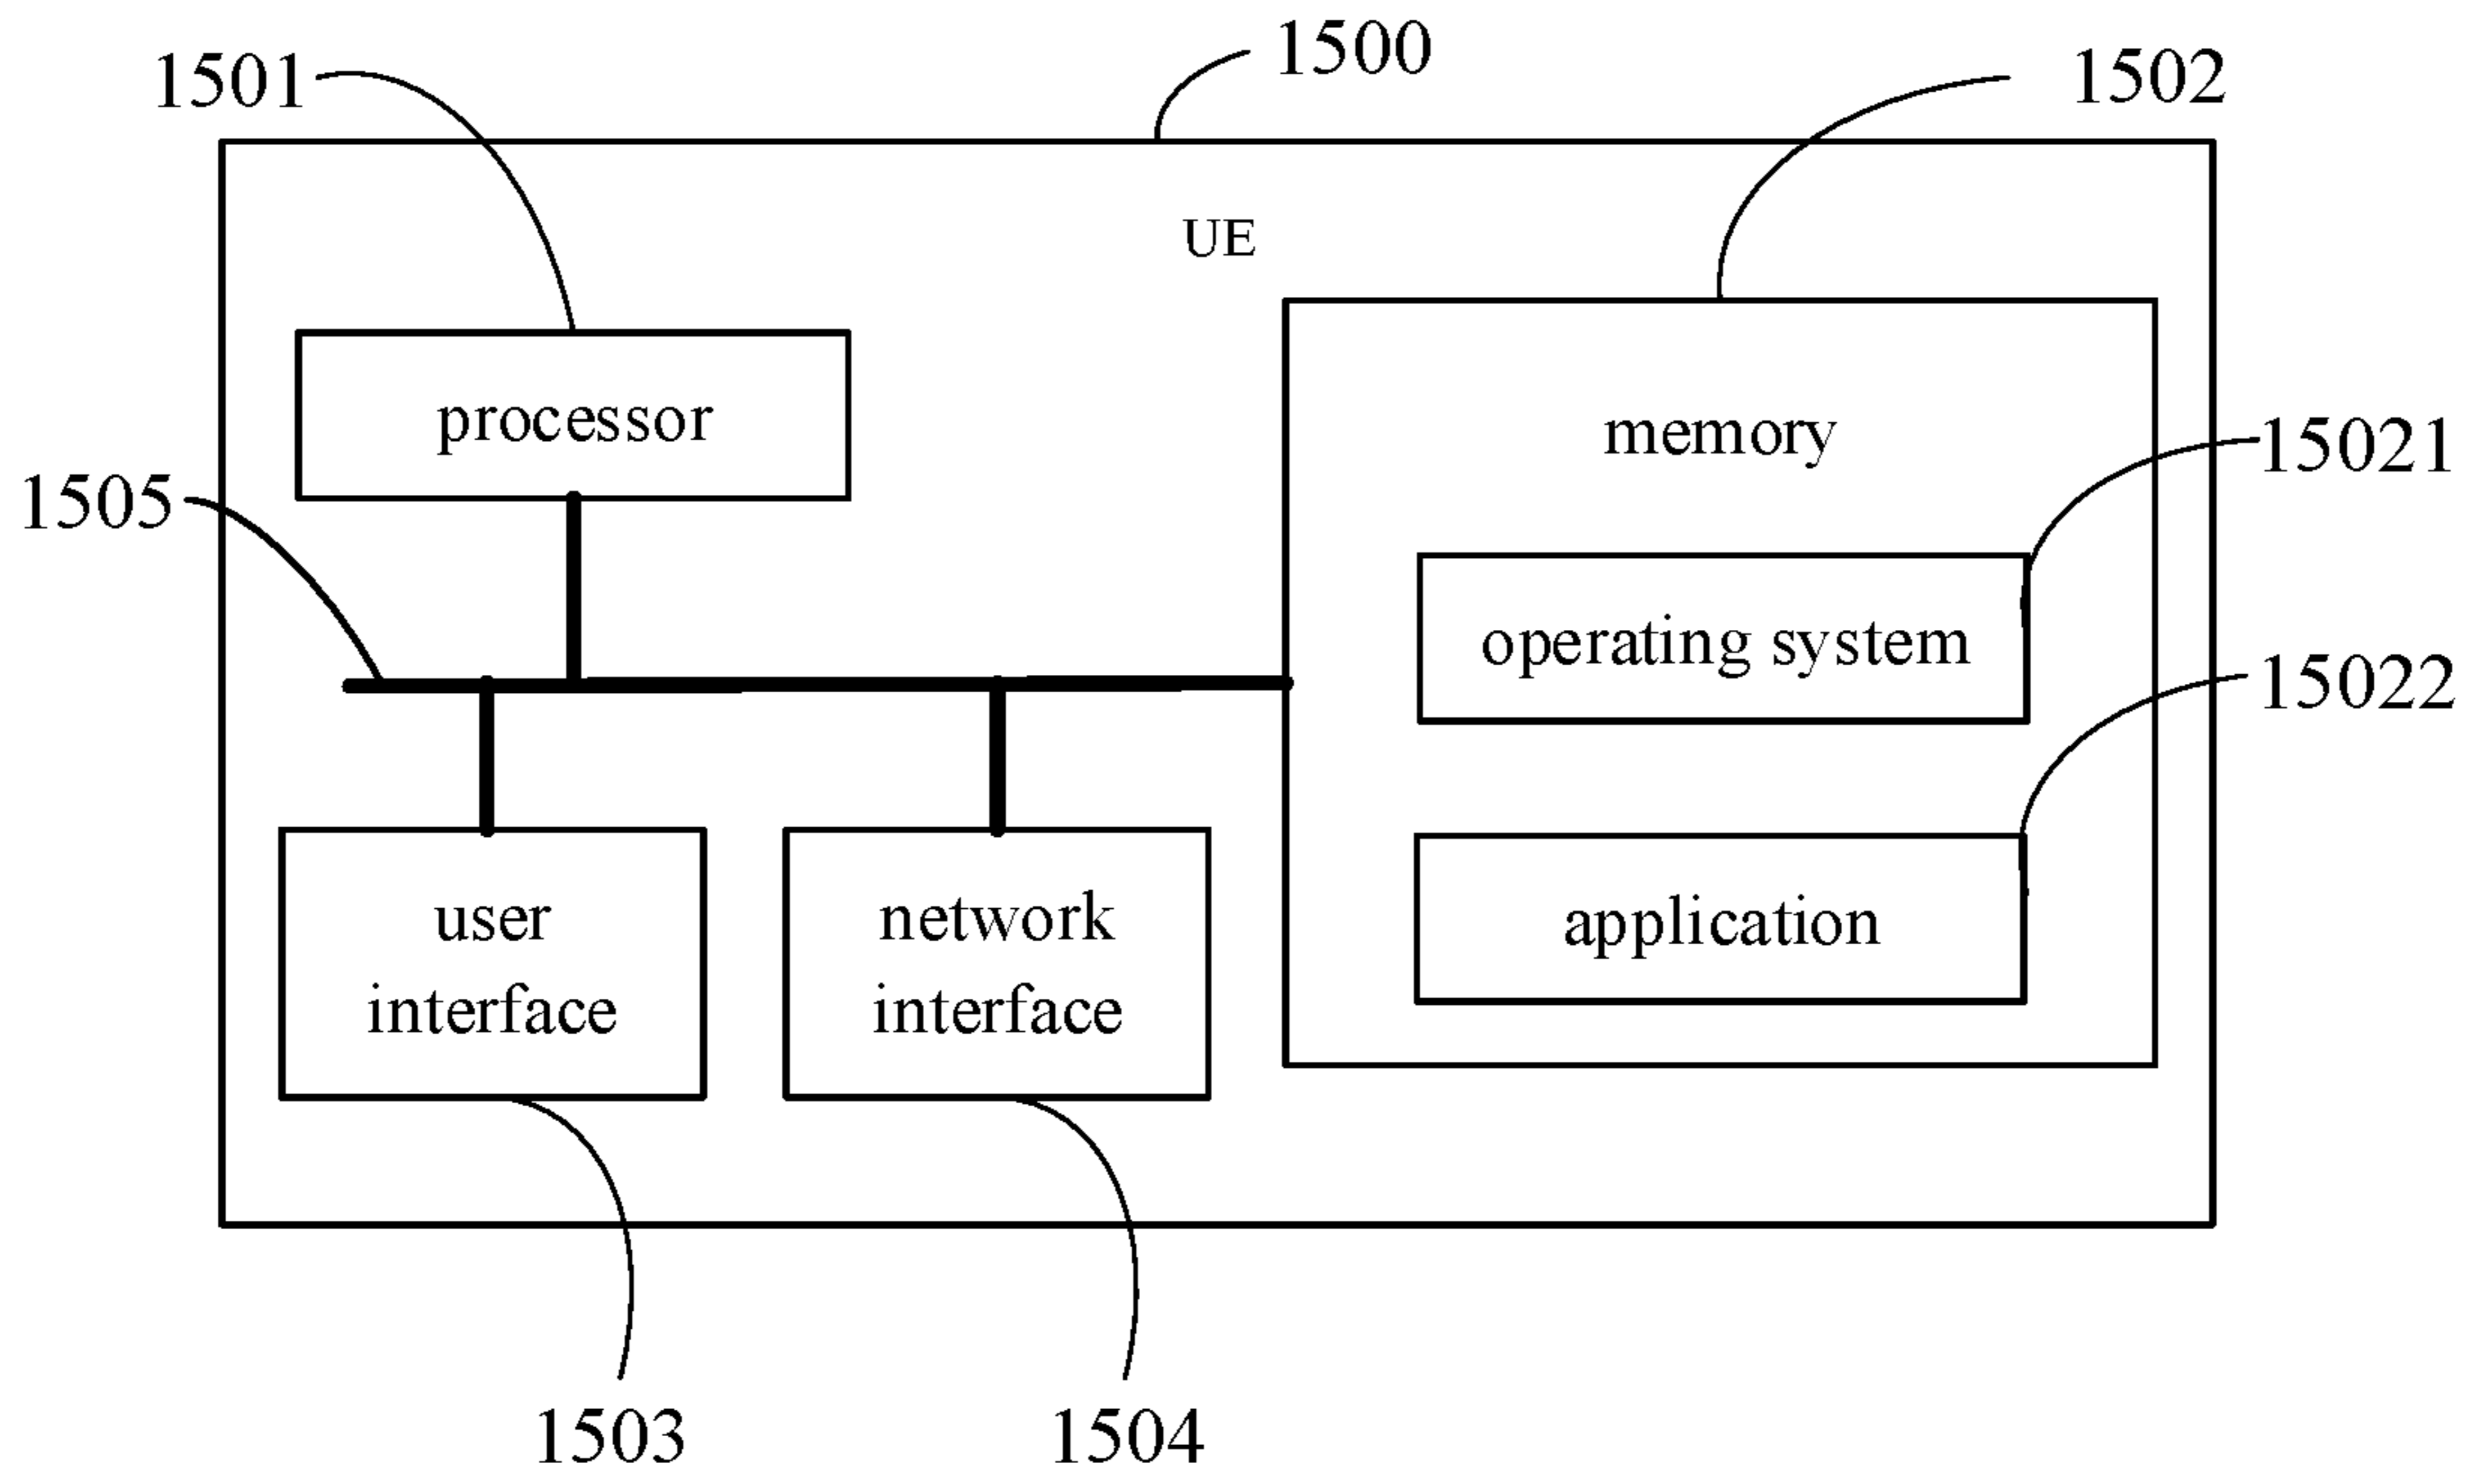 1500
1501
1502
UE
processor
memory
15021
1505
operating system
15022
user
interface
network
interface
application
1503
1504